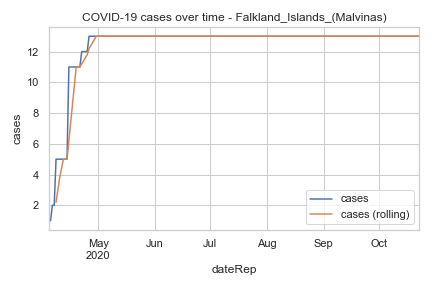 COVID-19 cases over time - Falkland_Islands_(Malvinas)
cases
12
10
8
6
4
2
cases
cases (rolling)
May
2020
Jun
Jul
Aug
Sep
Oct
dateRep